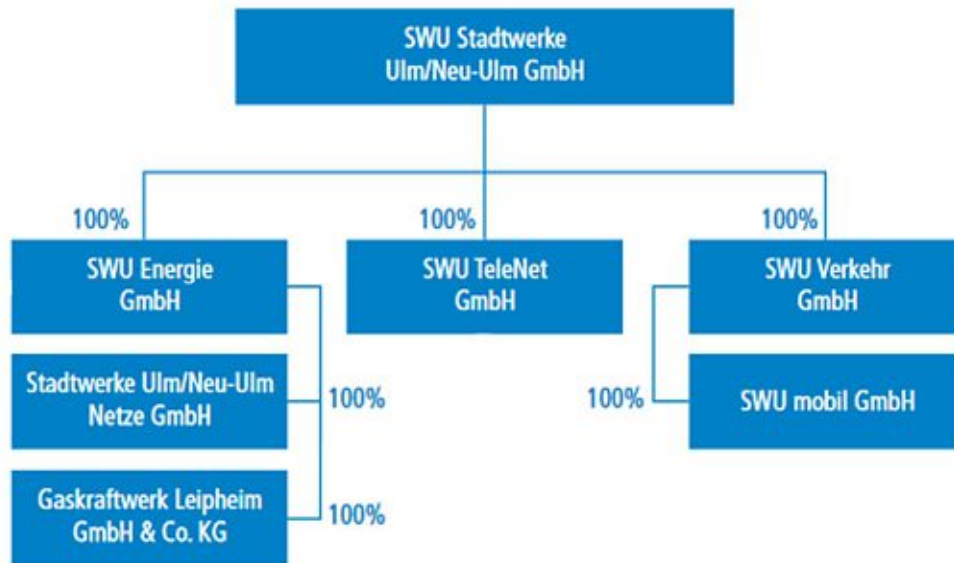 SWU Stadtwerke
Ulm/Neu-Ulm GmbH
100%
100%
100%
SWU Energie
GmbH
SWU TeleNet
GmbH
SWU Verkehr
GmbH
Stadtwerke Ulm/Neu-Ulm
Netze GmbH
100%
100%
SWU mobil GmbH
Gaskraftwerk Leipheim
GmbH & Co. KG
100%